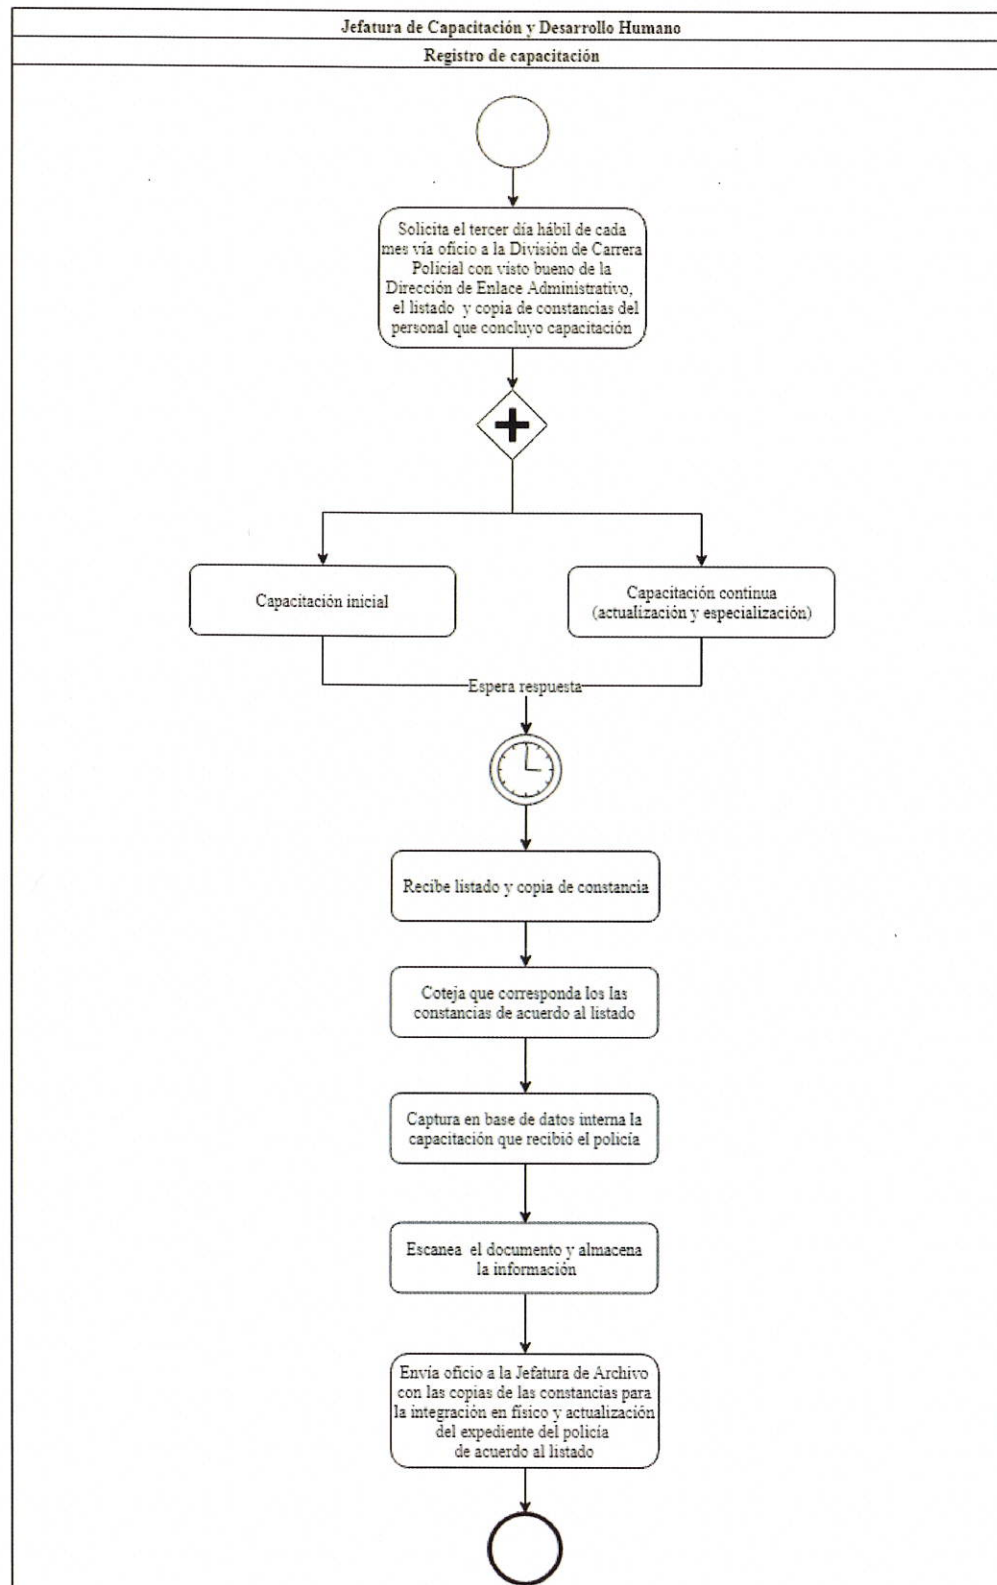 Jefatura de Capacitación y Desarrollo Humano
Registro de capacitación
Solicita el tercer día hábil de cada
mes vía oficio a la División de Carrera
Policial con visto bueno de la
Dirección de Enlace Administrativo,
el listado y copia de constancias del
personal que concluyo capacitación
Capacitación inicial
Capacitación continua
(actualización y especialización)
Espera respuesta
Recibe listado y copia de constancia
Coteja que corresponda los las
constancias de acuerdo al listado
Captura en base de datos interna la
capacitación que recibió el policía
Escanea el documento y almacena
la información
Envía oficio a la Jefatura de Archivo
con las copias de las constancias para
la integración en físico y actualización
del expediente del policía
de acuerdo al listado